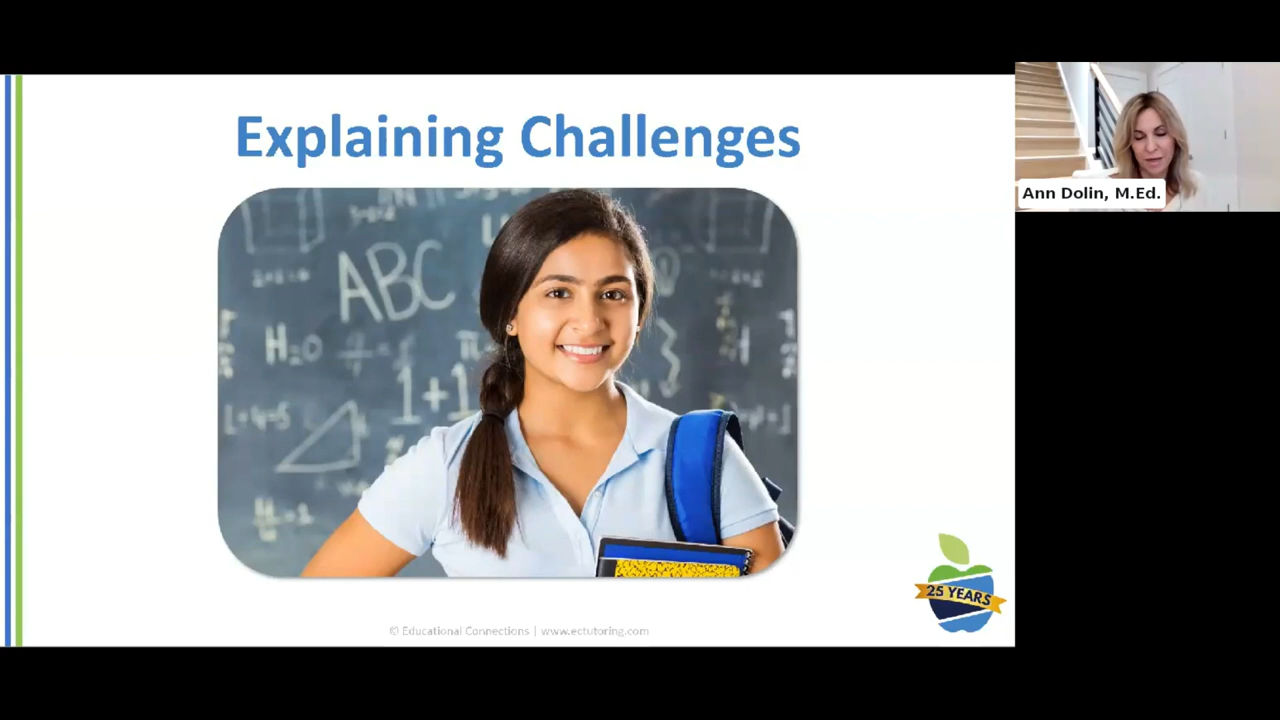 Explaining Challenges
Ann Dolin, M.Ed.
ABC
H₂O
1+1
25 YEARS
© Educational Connections | www.ectutoring.com